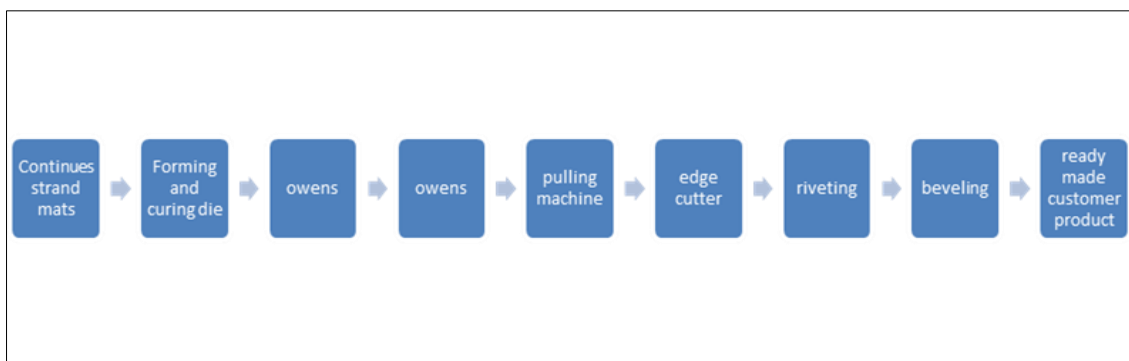 Continues
strand
mats
Forming
and
curing die
owens
owens
pulling
machine
edge
cutter
riveting
beveling
ready
made
customer
product